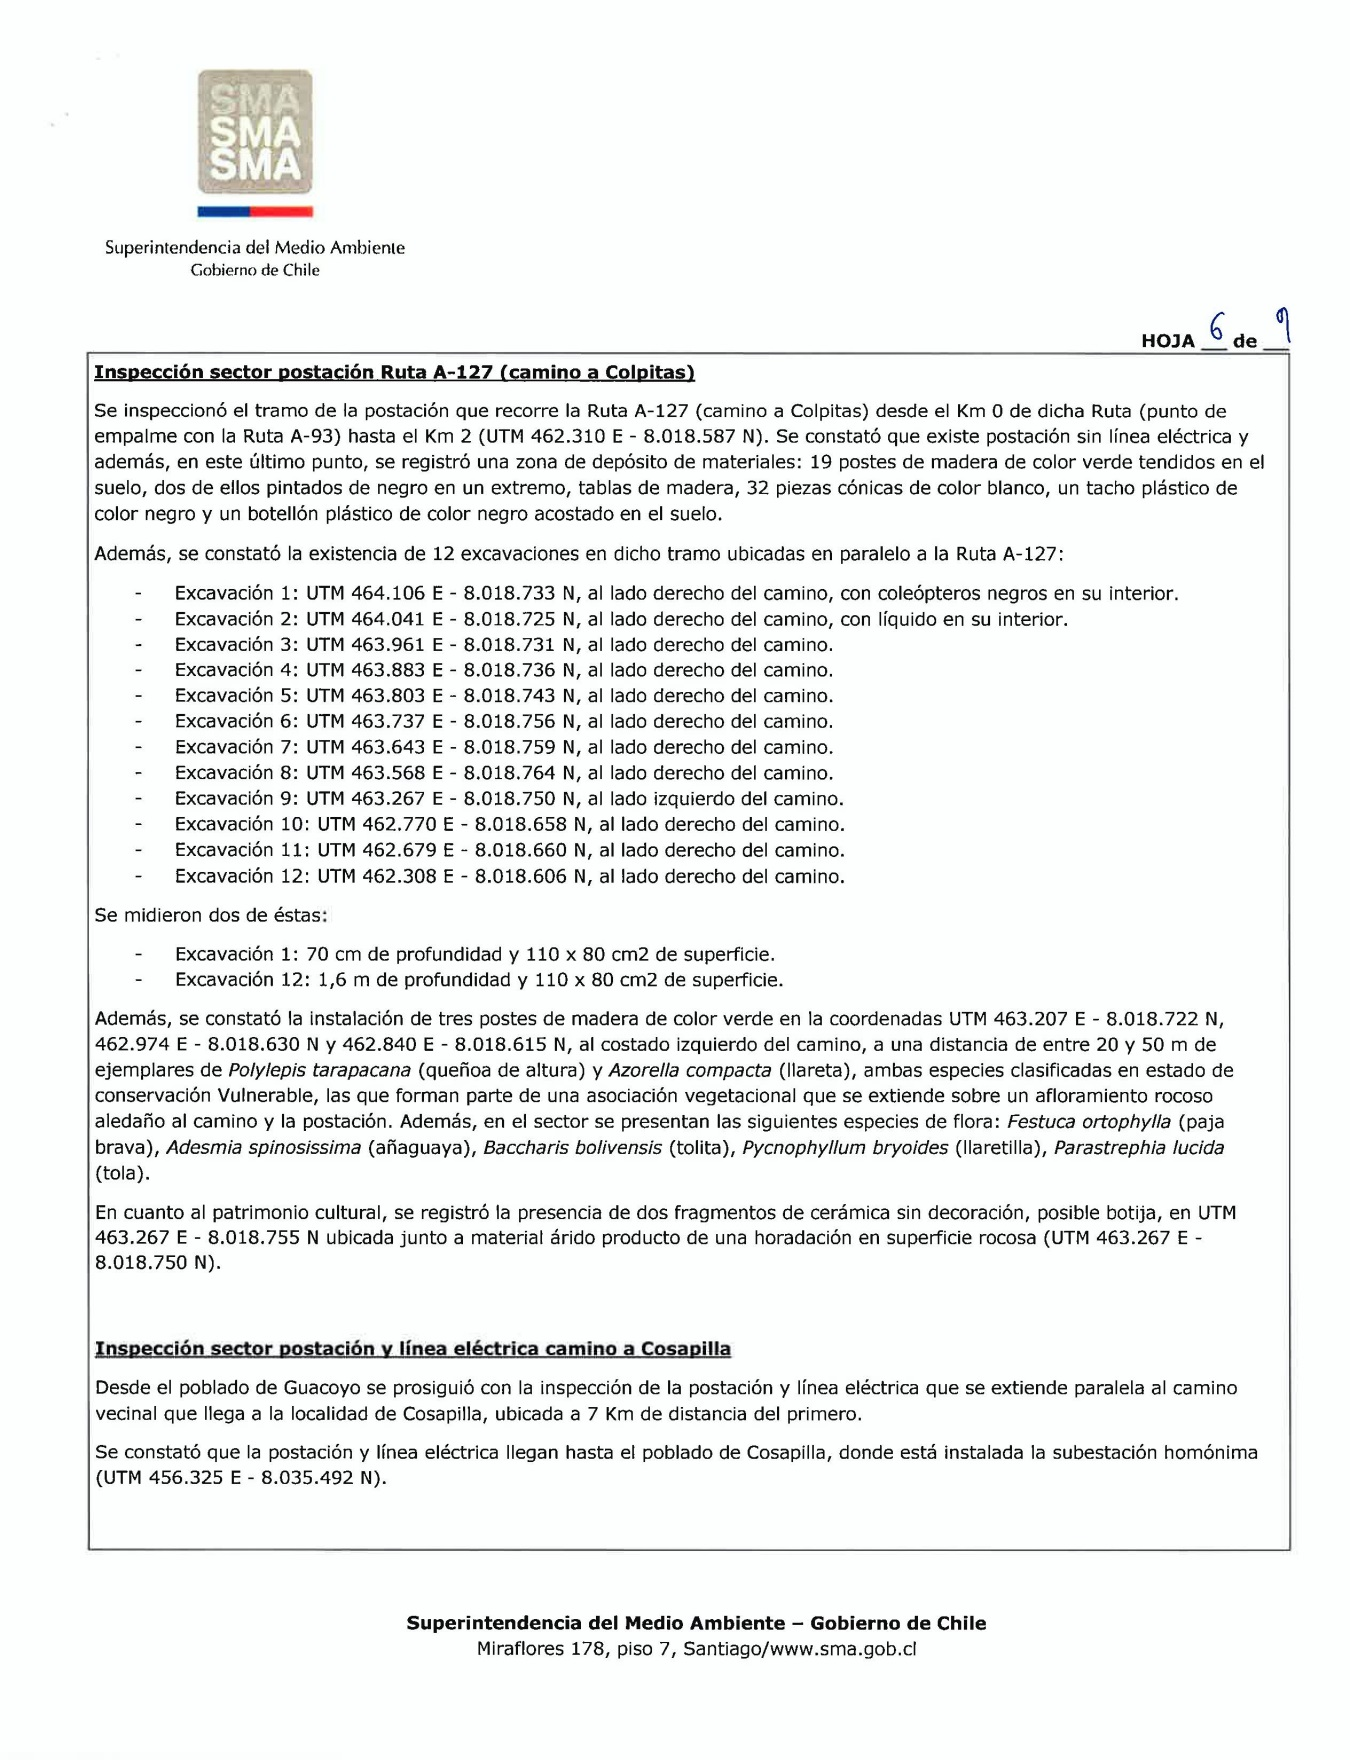 SMA
SMA
SMA
Superintendencia del Medio Ambiente
Gobierno de Chile
HOJA 6 de 9
Inspección sector postación Ruta A-127 (camino a Colpitas)
Se inspeccionó el tramo de la postación que recorre la Ruta A-127 (camino a Colpitas) desde el Km 0 de dicha Ruta (punto de
empalme con la Ruta A-93) hasta el Km 2 (UTM 462.310 E - 8.018.587 N). Se constató que existe postación sin línea eléctrica y
además, en este último punto, se registró una zona de depósito de materiales: 19 postes de madera de color verde tendidos en el
suelo, dos de ellos pintados de negro en un extremo, tablas de madera, 32 piezas cónicas de color blanco, un tacho plástico de
color negro y un botellón plástico de color negro acostado en el suelo.
Además, se constató la existencia de 12 excavaciones en dicho tramo ubicadas en paralelo a la Ruta A-127:
- Excavación 1: UTM 464.106 E - 8.018.733 N, al lado derecho del camino, con coleópteros negros en su interior.
- Excavación 2: UTM 464.041 E - 8.018.725 N, al lado derecho del camino, con líquido en su interior.
- Excavación 3: UTM 463.961 E - 8.018.731 N, al lado derecho del camino.
- Excavación 4: UTM 463.883 E - 8.018.736 N, al lado derecho del camino.
- Excavación 5: UTM 463.803 E - 8.018.743 N, al lado derecho del camino.
- Excavación 6: UTM 463.737 E - 8.018.756 N, al lado derecho del camino.
- Excavación 7: UTM 463.643 E - 8.018.759 N, al lado derecho del camino.
- Excavación 8: UTM 463.568 E - 8.018.764 N, al lado derecho del camino.
- Excavación 9: UTM 463.267 E - 8.018.750 N, al lado izquierdo del camino.
- Excavación 10: UTM 462.770 E - 8.018.658 N, al lado derecho del camino.
- Excavación 11: UTM 462.679 E - 8.018.660 N, al lado derecho del camino.
- Excavación 12: UTM 462.308 E - 8.018.606 N, al lado derecho del camino.
Se midieron dos de éstas:
- Excavación 1: 70 cm de profundidad y 110 x 80 cm2 de superficie.
- Excavación 12: 1,6 m de profundidad y 110 x 80 cm2 de superficie.
Además, se constató la instalación de tres postes de madera de color verde en la coordenadas UTM 463.207 E - 8.018.722 N,
462.974 E - 8.018.630 N y 462.840 E - 8.018.615 N, al costado izquierdo del camino, a una distancia de entre 20 y 50 m de
ejemplares de Polylepis tarapacana (queñoa de altura) y Azorella compacta (llareta), ambas especies clasificadas en estado de
conservación Vulnerable, las que forman parte de una asociación vegetacional que se extiende sobre un afloramiento rocoso
aledaño al camino y la postación. Además, en el sector se presentan las siguientes especies de flora: Festuca ortophylla (paja
brava), Adesmia spinosissima (añaguaya), Baccharis bolivensis (tolita), Pycnophyllum bryoides (llaretilla), Parastrephia lucida
(tola).
En cuanto al patrimonio cultural, se registró la presencia de dos fragmentos de cerámica sin decoración, posible botija, en UTM
463.267 E - 8.018.755 N ubicada junto a material árido producto de una horadación en superficie rocosa (UTM 463.267 E -
8.018.750 N).
Inspección sector postación y línea eléctrica camino a Cosapilla
Desde el poblado de Guacoyo se prosiguió con la inspección de la postación y línea eléctrica que se extiende paralela al camino
vecinal que llega a la localidad de Cosapilla, ubicada a 7 Km de distancia del primero.
Se constató que la postación y línea eléctrica llegan hasta el poblado de Cosapilla, donde está instalada la subestación homónima
(UTM 456.325 E - 8.035.492 N).
Superintendencia del Medio Ambiente – Gobierno de Chile
Miraflores 178, piso 7, Santiago/www.sma.gob.cl